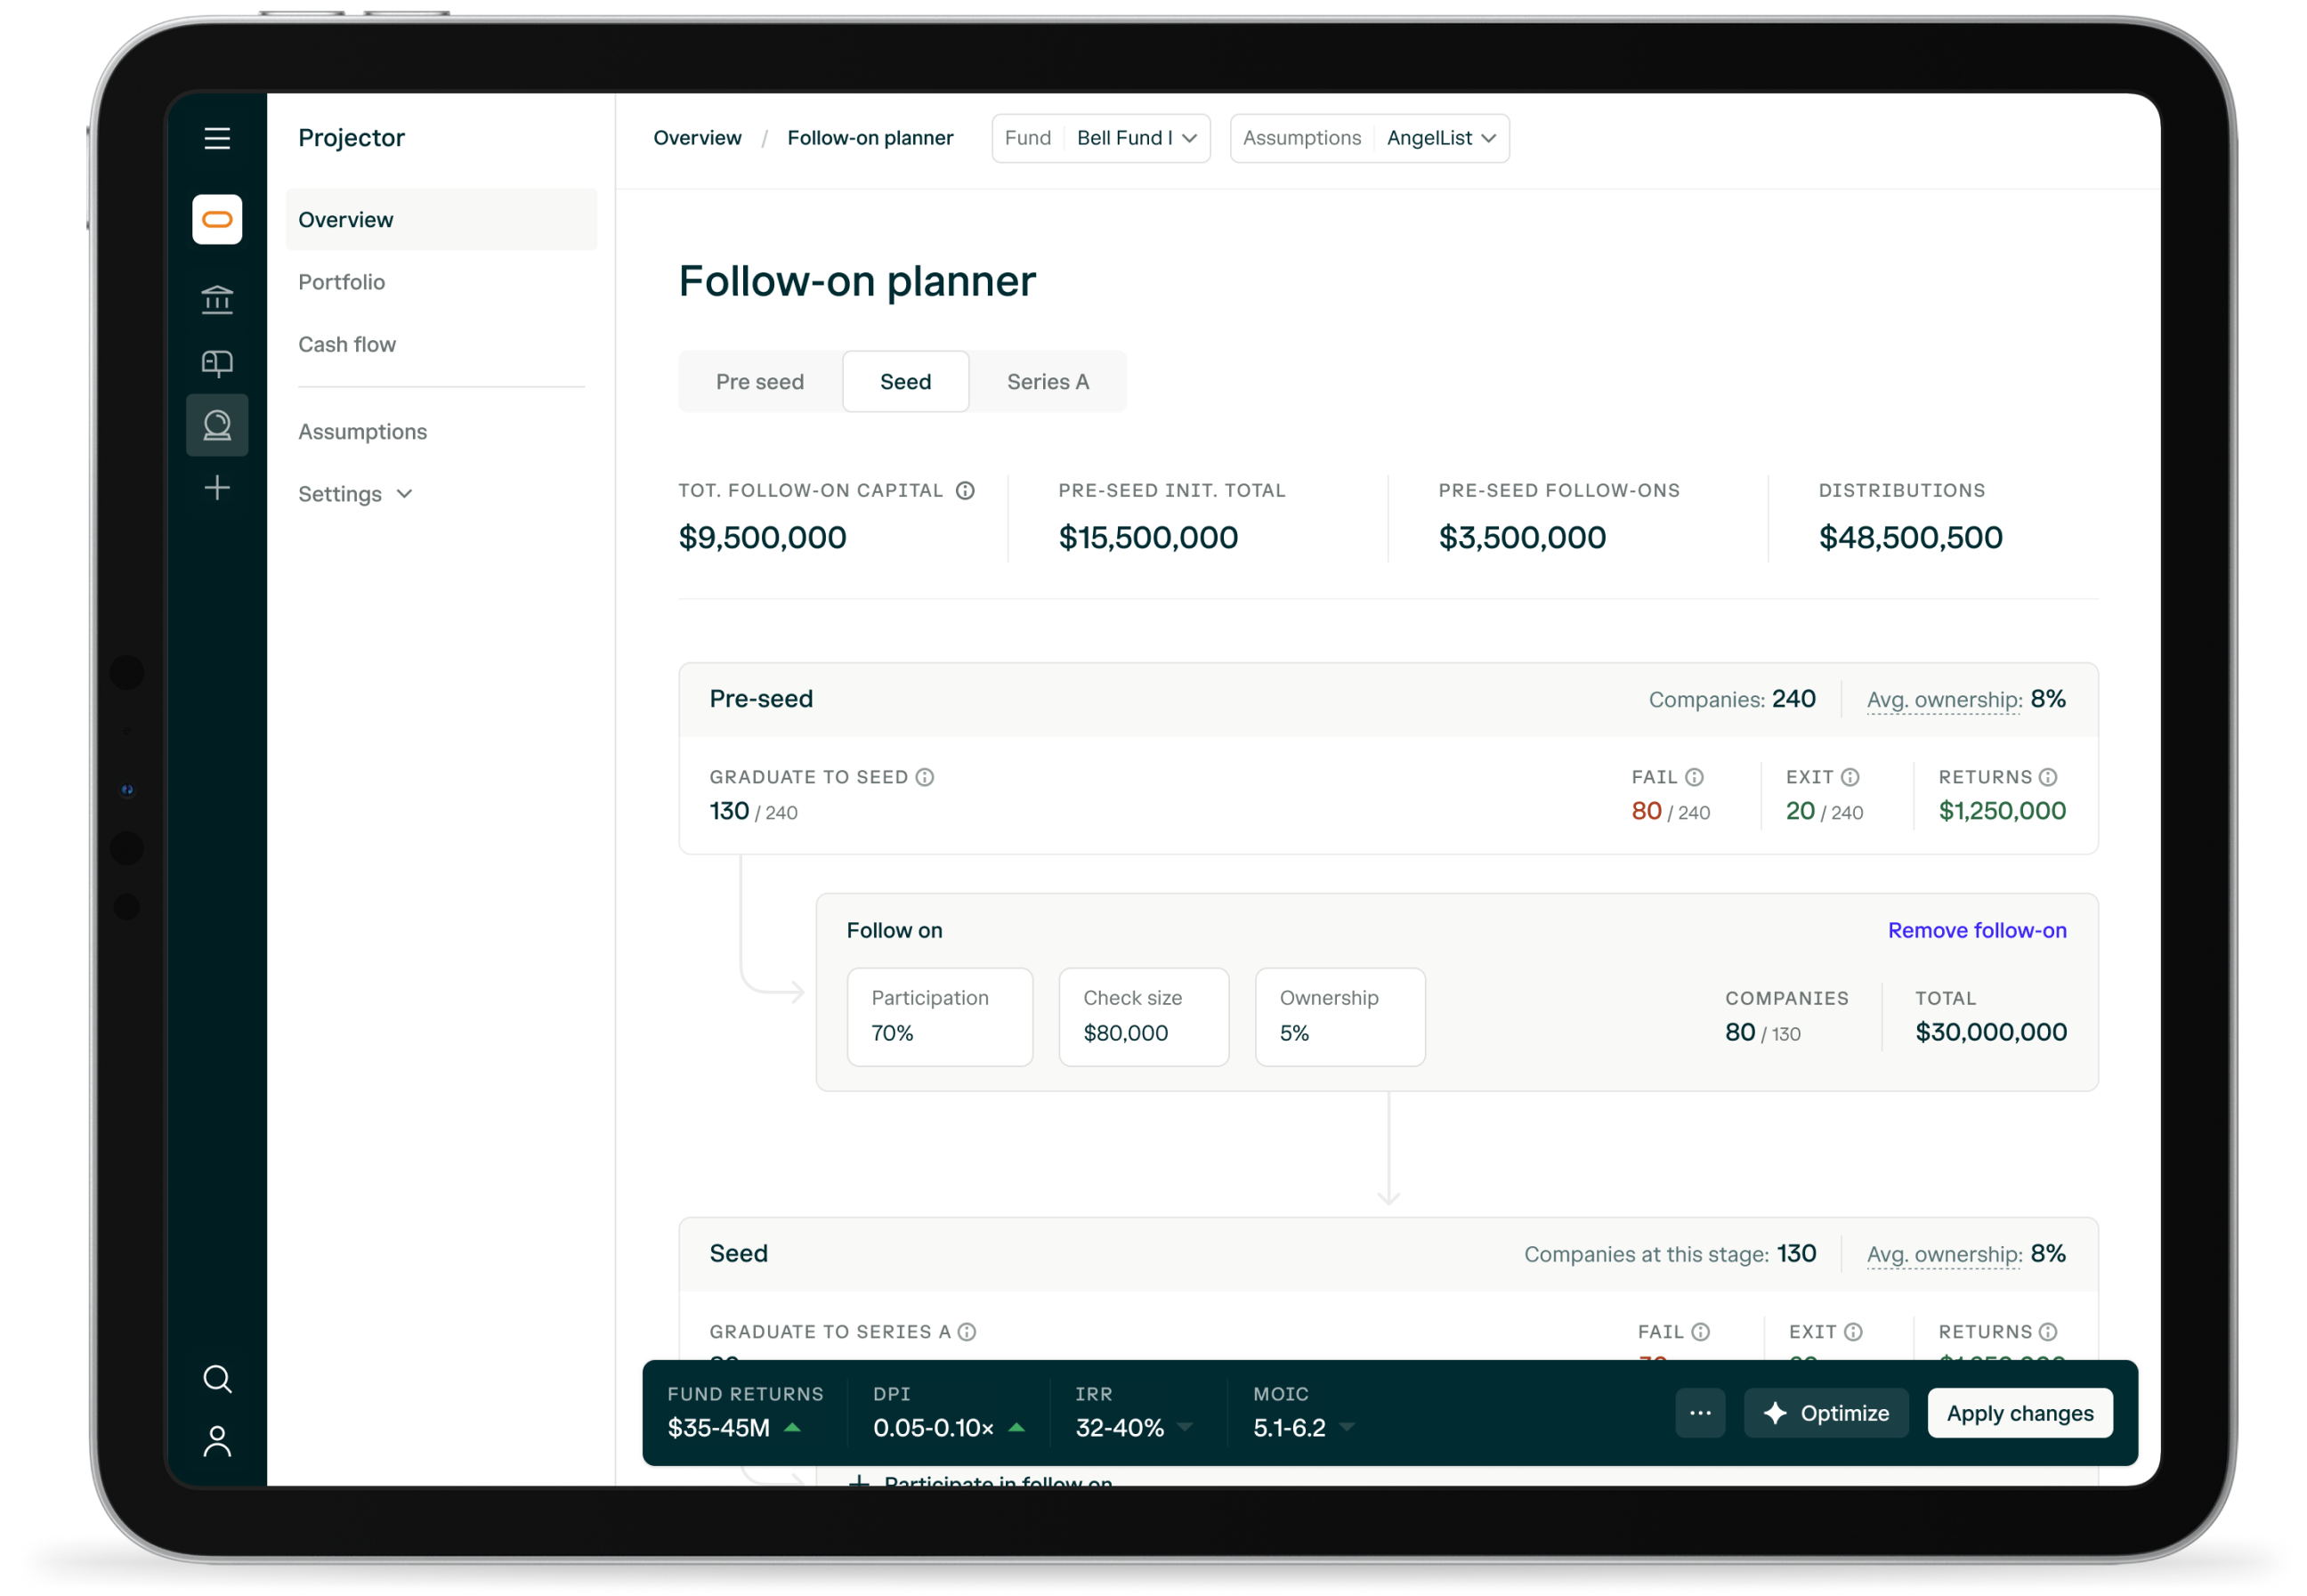 Projector
Overview
Portfolio
Cash flow
Assumptions
Settings
Overview / Follow-on planner
Fund Bell Fund I
Assumptions AngelList
Follow-on planner
Pre seed
Seed
Series A
TOT. FOLLOW-ON CAPITAL
$9,500,000
PRE-SEED INIT. TOTAL
$15,500,000
PRE-SEED FOLLOW-ONS
$3,500,000
DISTRIBUTIONS
$48,500,500
Pre-seed
Companies: 240
Avg. ownership: 8%
GRADUATE TO SEED
130 / 240
FAIL
80 / 240
EXIT
20 / 240
RETURNS
$1,250,000
Follow on
Remove follow-on
Participation
70%
Check size
$80,000
Ownership
5%
COMPANIES
80 / 130
TOTAL
$30,000,000
Seed
Companies at this stage: 130
Avg. ownership: 8%
GRADUATE TO SERIES A
FAIL
EXIT
RETURNS
FUND RETURNS
$35-45M
DPI
0.05-0.10×
IRR
32-40%
MOIC
5.1-6.2
Optimize
Apply changes
Participate in follow on